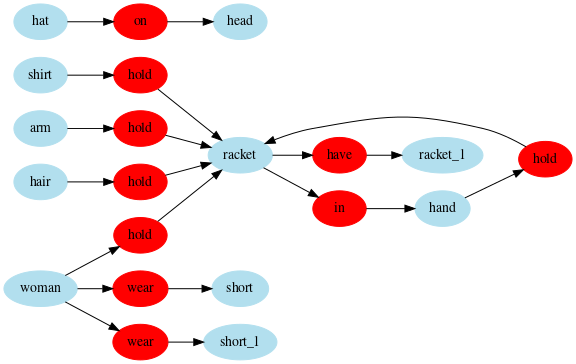 hat on head
shirt hold
arm hold
racket have racket_1 hold
hair hold
in hand
hold
woman wear short
wear short_1